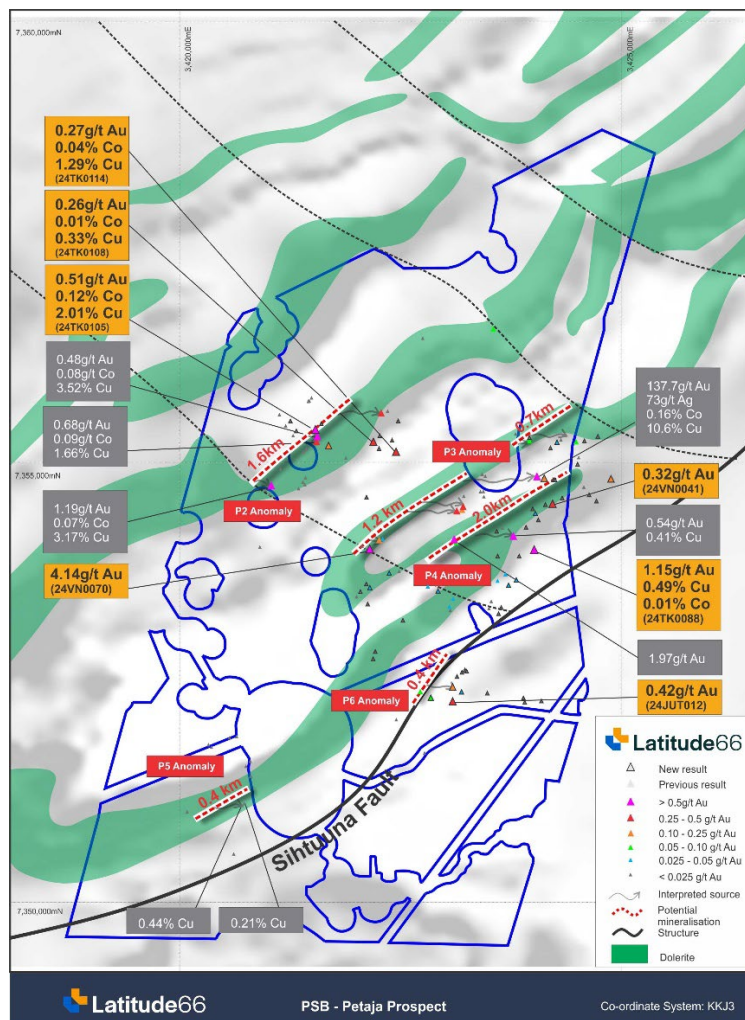 7,360,000mN
3,420,000mE
3,425,000mE
0.27g/t Au
0.04% Co
1.29% Cu
(24TK0114)
0.26g/t Au
0.01% Co
0.33% Cu
(24TK0108)
0.51g/t Au
0.12% Co
2.01% Cu
(24TK0105)
0.48g/t Au
0.08g/t Co
3.52% Cu
0.68g/t Au
0.09g/t Co
1.66% Cu
7,355,000mN
1.19g/t Au
0.07% Co
3.17% Cu
4.14g/t Au
(24VN0070)
1.6km
P2 Anomaly
0.7km
P3 Anomaly
1.2 km
2.0km
P4 Anomaly
137.7g/t Au
73g/t Ag
0.16% Co
10.6% Cu
0.32g/t Au
(24VN0041)
0.54g/t Au
0.41% Cu
1.15g/t Au
0.49% Cu
0.01% Co
(24TK0088)
1.97g/t Au
0.42g/t Au
(24JUT012)
0.4km
P6 Anomaly
P5 Anomaly
0.4 km
Sihtuuna Fault
7,350,000mN
0.44% Cu
0.21% Cu
Latitude66
New result
Previous result
> 0.5g/t Au
0.25 - 0.5 g/t Au
0.10 - 0.25 g/t Au
0.05 - 0.10 g/t Au
0.025 - 0.05 g/t Au
< 0.025 g/t Au
Interpreted source
Potential
mineralisation
Structure
Dolerite
Latitude66
PSB - Petaja Prospect
Co-ordinate System: KKJ3